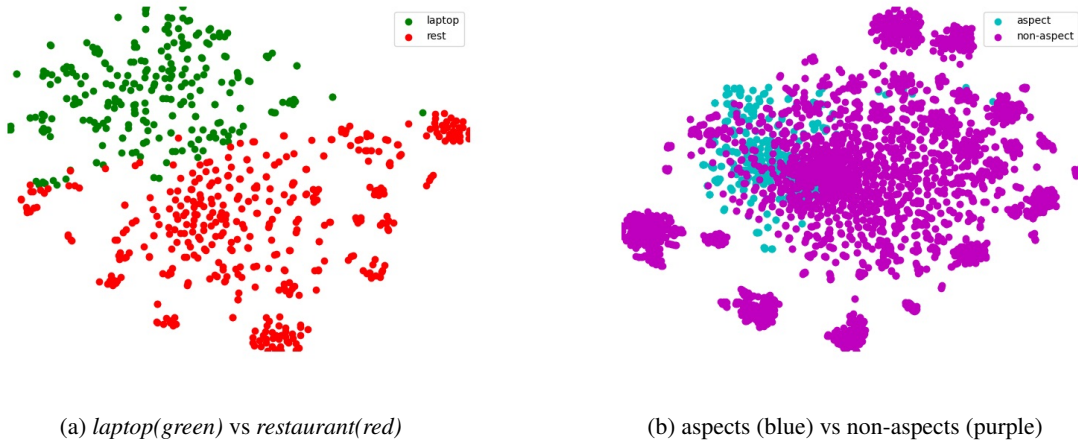 laptop
rest
aspect
non-aspect
(a) laptop(green) vs restaurant(red)
(b) aspects (blue) vs non-aspects (purple)